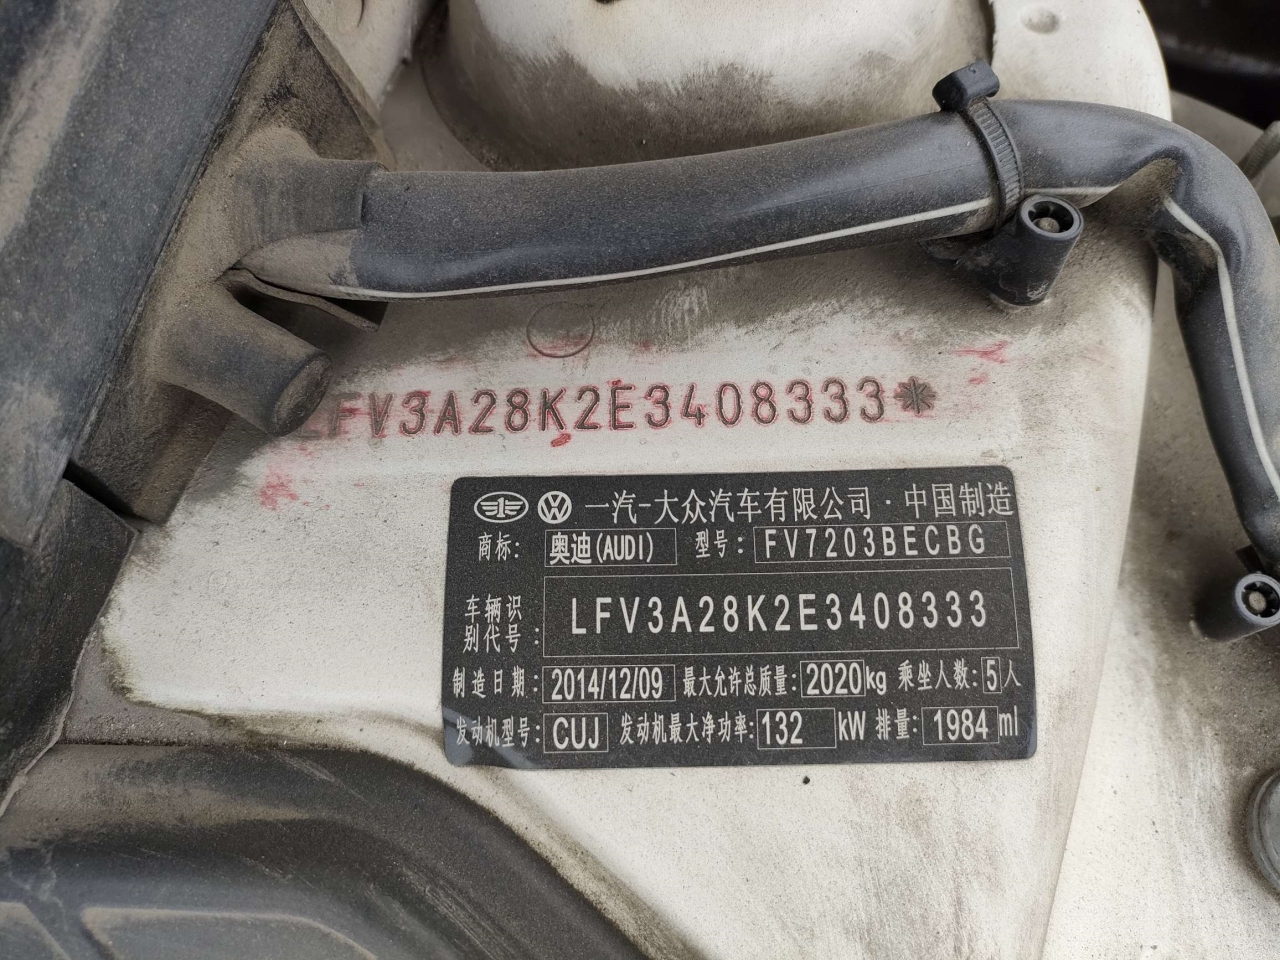 LFV3A28K2E3408333*
一汽-大众汽车有限公司·中国制造
商标: 奥迪(AUDI) 型号: FV7203BECBG
车辆识别代号: LFV3A28K2E3408333
制造日期: 2014/12/09 最大允许总质量: 2020kg 乘坐人数: 5人
发动机型号: CUJ 发动机最大净功率: 132 kW 排量: 1984 ml